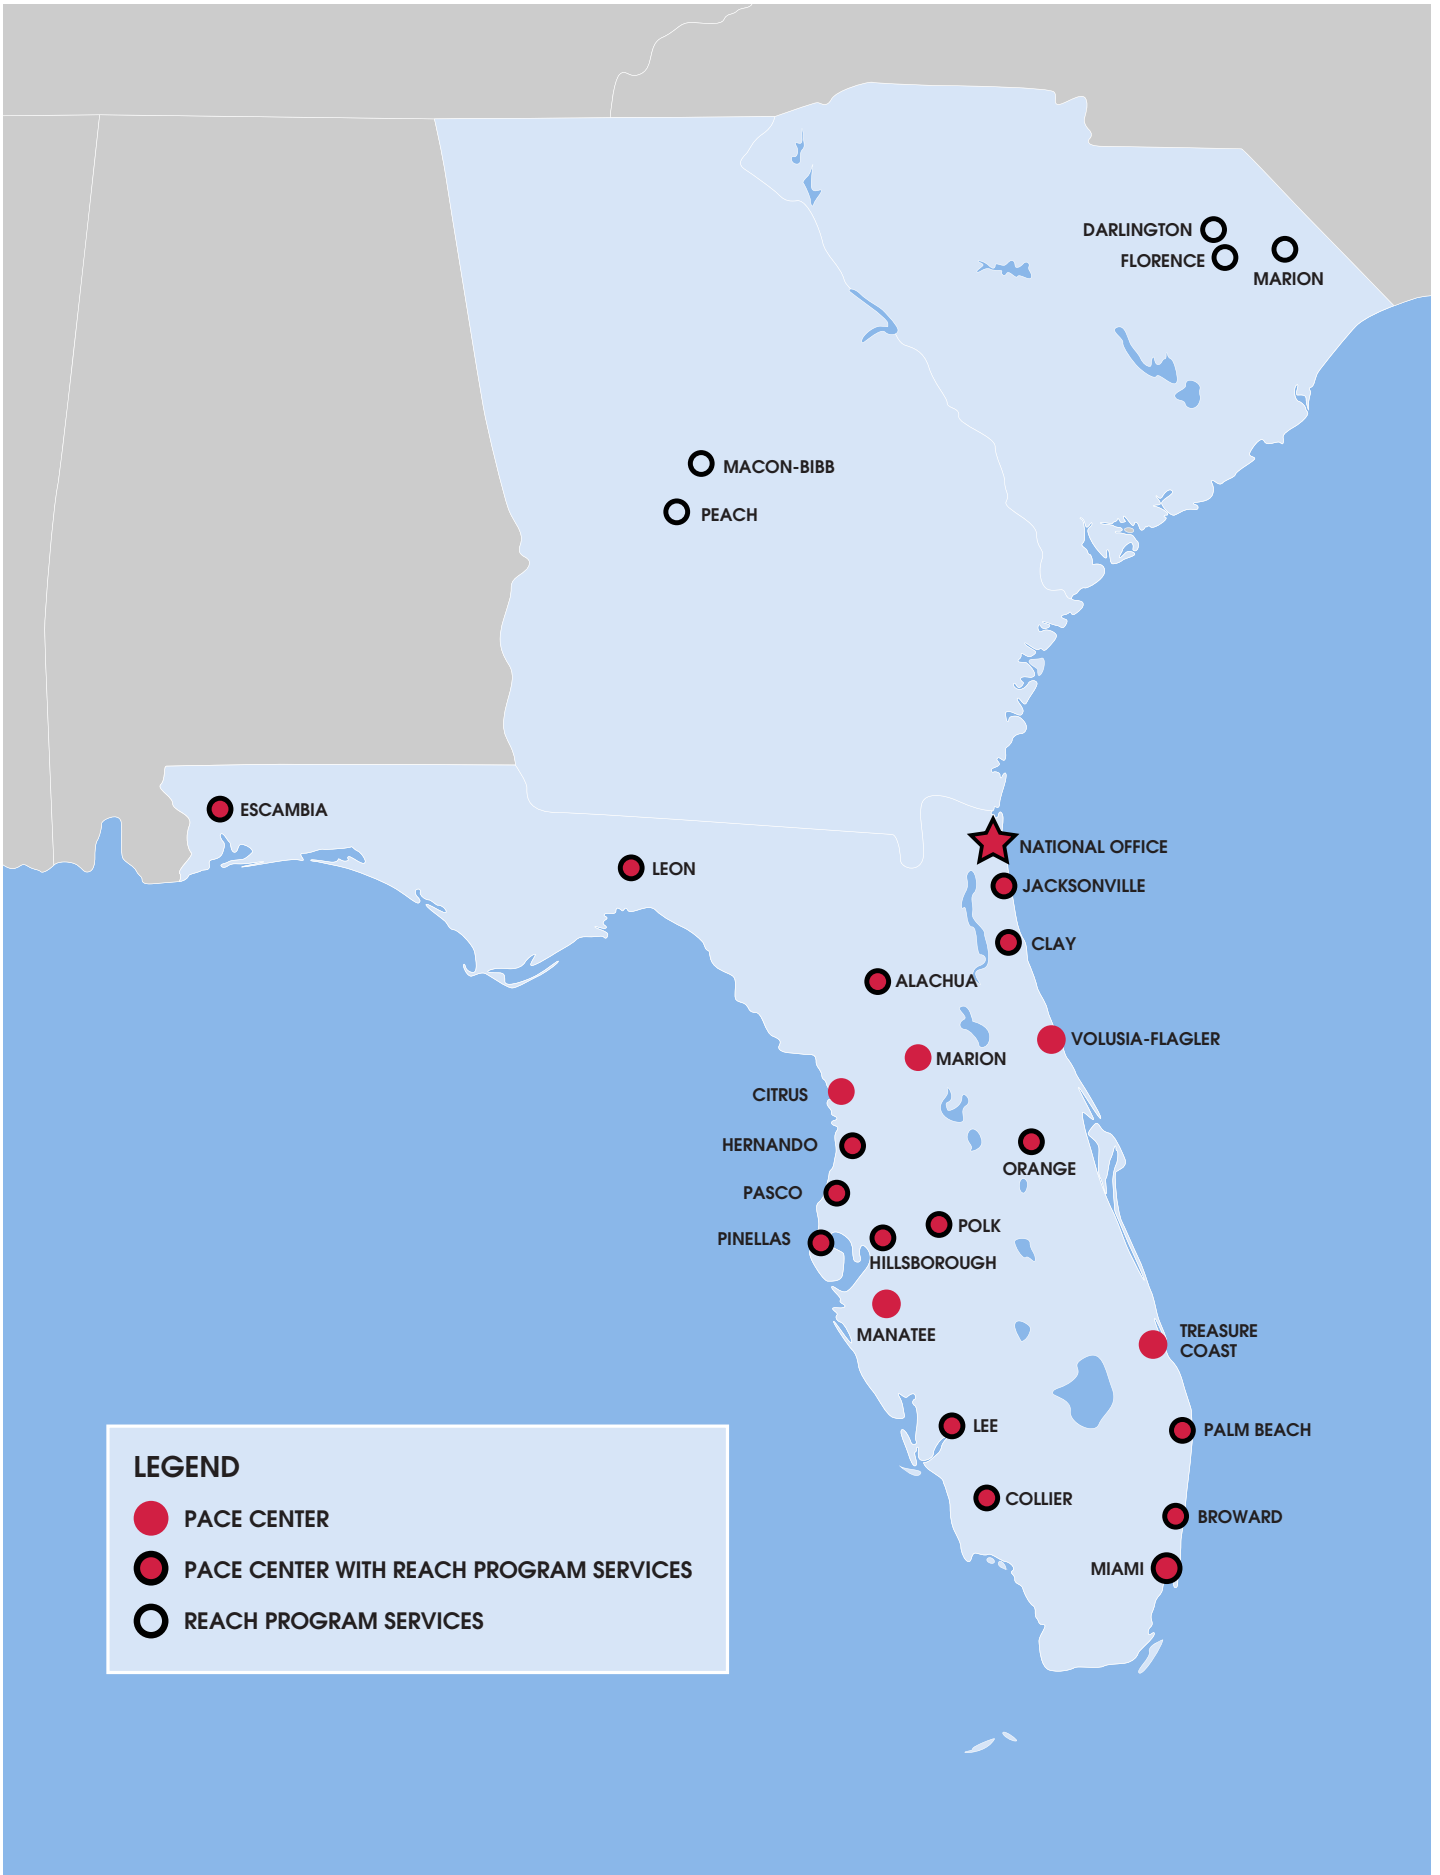 DARLINGTON
FLORENCE
MARION
MACON-BIBB
PEACH
ESCAMBIA
NATIONAL OFFICE
LEON
JACKSONVILLE
CLAY
ALACHUA
VOLUSIA-FLAGLER
MARION
CITRUS
HERNANDO
ORANGE
PASCO
POLK
PINELLAS
HILLSBOROUGH
MANATEE
TREASURE
COAST
LEE
PALM BEACH
COLLIER
BROWARD
MIAMI
LEGEND
PACE CENTER
PACE CENTER WITH REACH PROGRAM SERVICES
REACH PROGRAM SERVICES